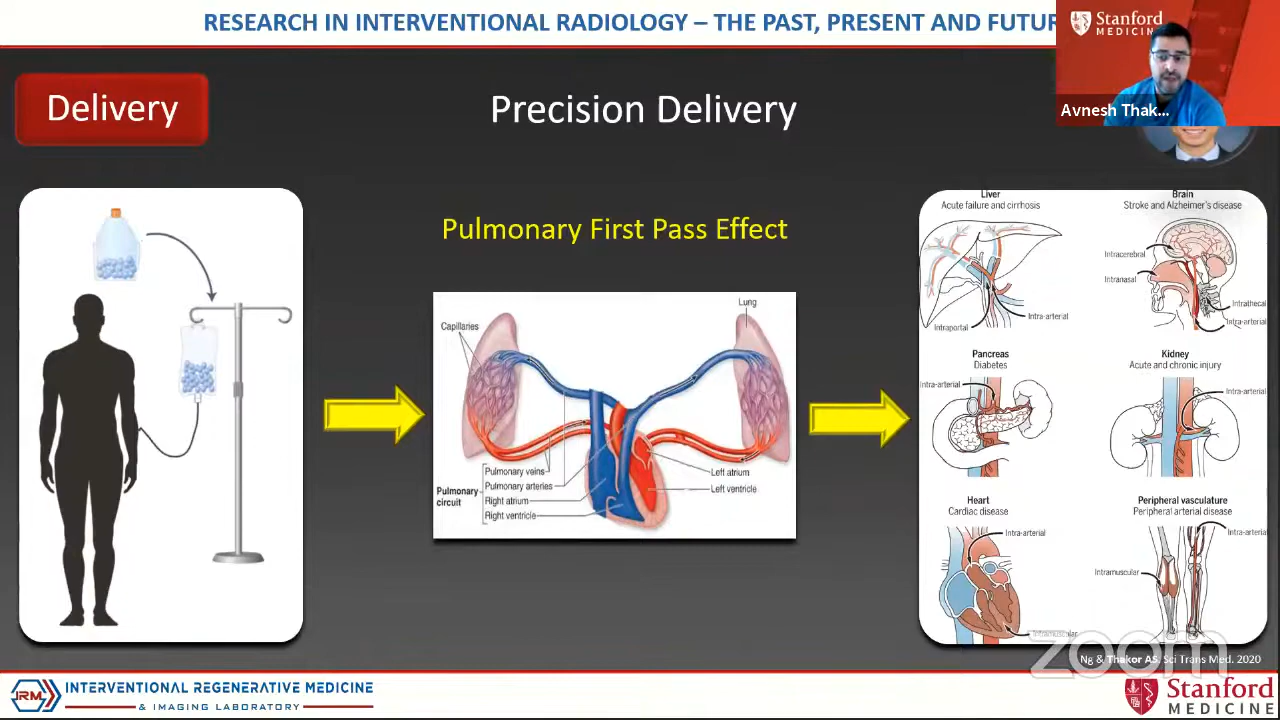 RESEARCH IN INTERVENTIONAL RADIOLOGY – THE PAST, PRESENT AND FUTUR
Stanford
MEDICIN
Avnesh Thak...
Delivery
Precision Delivery
Pulmonary First Pass Effect
Capillaries
Lung
Pulmonary circuit
Pulmonary veins
Pulmonary arteries
Right atrium
Right ventricle
Left atrium
Left ventricle
Liver
Acute failure and cirrhosis
Intra-arterial
Intraportal
Brain
Stroke and Alzheimer's disease
Intracerebral
Intranasal
Intrathecal
Intra-arterial
Pancreas
Diabetes
Intra-arterial
Kidney
Acute and chronic injury
Intra-arterial
Heart
Cardiac disease
Intra-arterial
Intramuscular
Peripheral vasculature
Peripheral arterial disease
Intra-arterial
Intramuscular
zoom
Ng & Thakor AS. Sci Trans Med. 2020
IRML
INTERVENTIONAL REGENERATIVE MEDICINE
& IMAGING LABORATORY
Stanford
MEDICINE